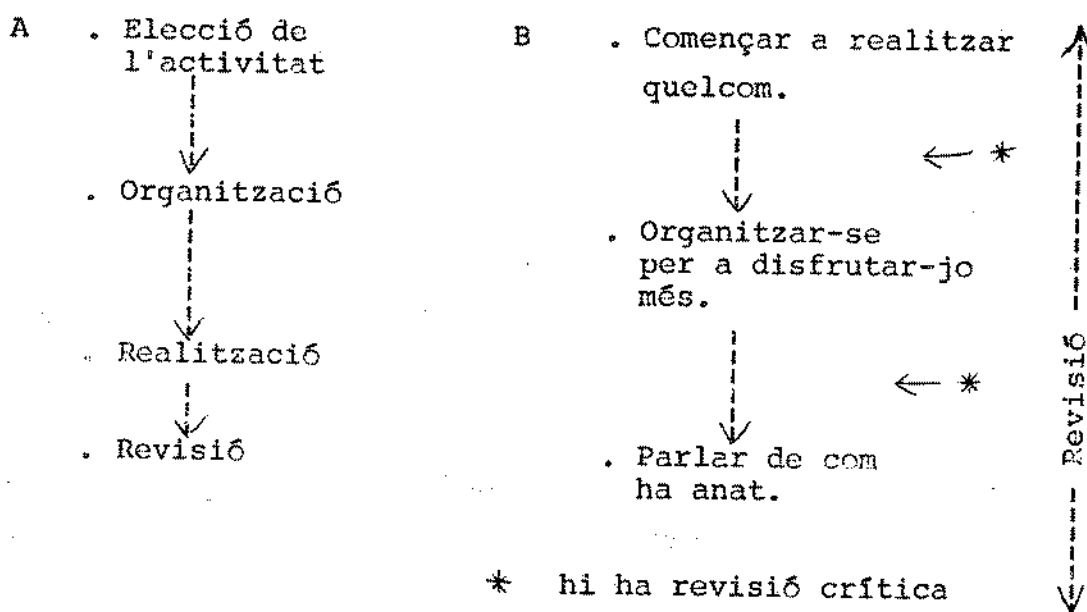 A . Elecció de
l'activitat
. Organització
. Realització
. Revisió
B . Començar a realitzar
quelcom.
← *
. Organitzar-se
per a disfrutar-jo
més.
← *
. Parlar de com
ha anat.
Revisió
* hi ha revisió crítica